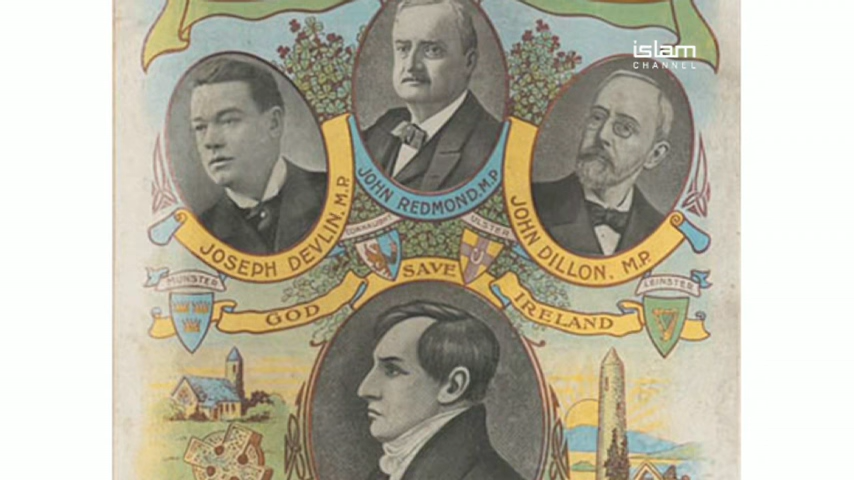 islam
CHANNEL
JOHN REDMOND. M.P
JOSEPH DEVLIN. M.P.
JOHN DILLON. M.P.
CONNAUGHT
ULSTER
MUNSTER
LEINSTER
GOD SAVE IRELAND